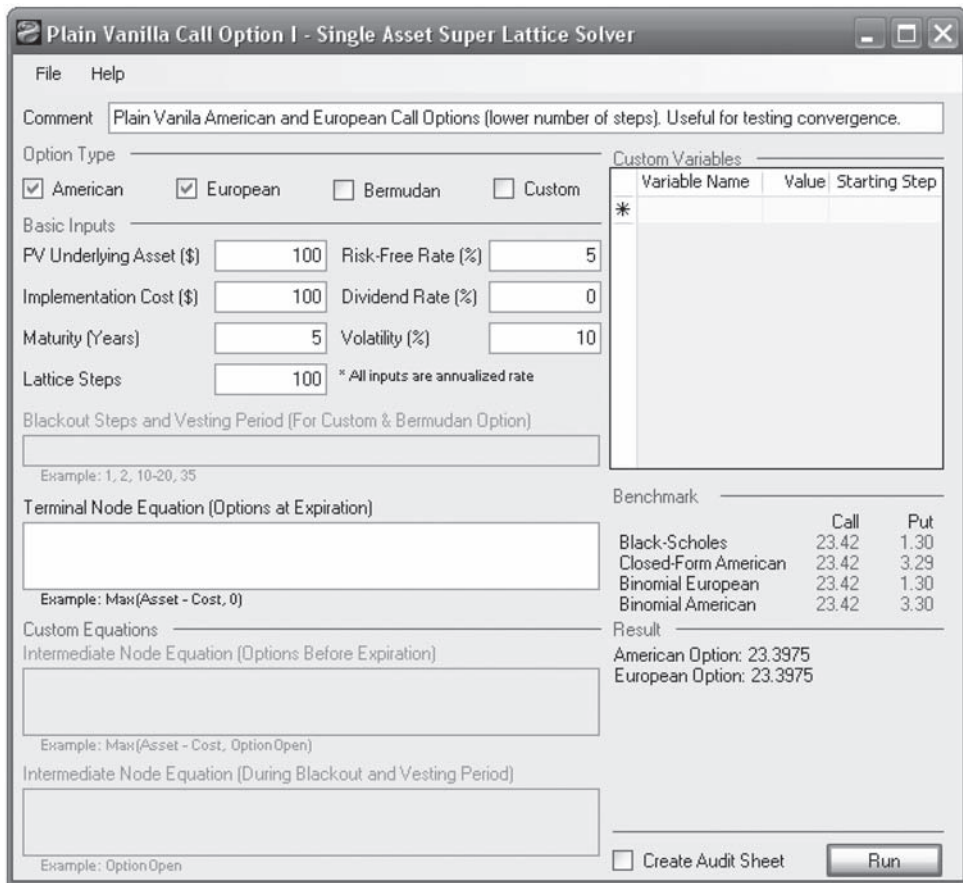 Plain Vanilla Call Option I - Single Asset Super Lattice Solver
File Help
Comment Plain Vanila American and European Call Options (lower number of steps). Useful for testing convergence.
Option Type
American European Bermudan Custom
Basic Inputs
PV Underlying Asset ($) 100 Risk-Free Rate (%) 5
Implementation Cost ($) 100 Dividend Rate (%) 0
Maturity (Years) 5 Volatility (%) 10
Lattice Steps 100 * All inputs are annualized rate
Blackout Steps and Vesting Period (For Custom & Bermudan Option)
Example: 1, 2, 10-20, 35
Terminal Node Equation (Options at Expiration)
Example: Max(Asset - Cost, 0)
Custom Equations
Intermediate Node Equation (Options Before Expiration)
Example: Max(Asset - Cost, OptionOpen)
Intermediate Node Equation (During Blackout and Vesting Period)
Example: OptionOpen
Custom Variables
Variable Name Value Starting Step
*
Benchmark
Call Put
Black-Scholes 23.42 1.30
Closed-Form American 23.42 3.29
Binomial European 23.42 1.30
Binomial American 23.42 3.30
Result
American Option: 23.3975
European Option: 23.3975
Create Audit Sheet Run